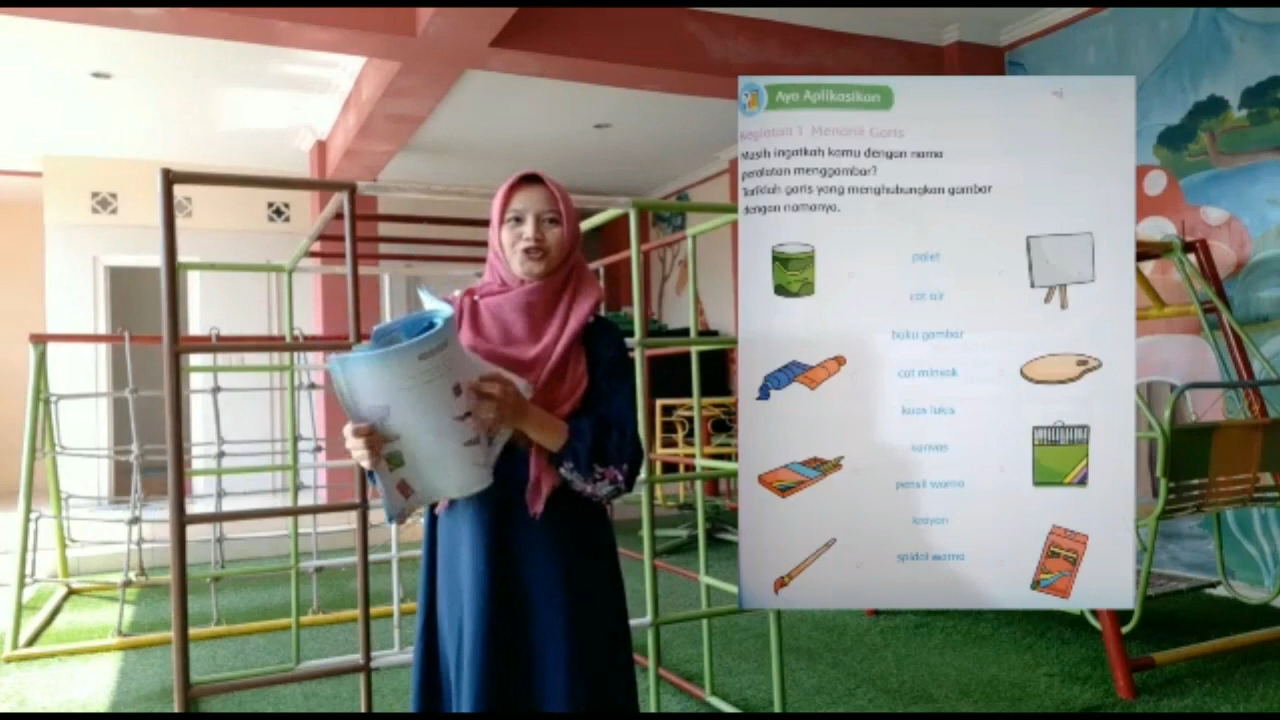 Ayo Aplikasikan
Kegiatan 1 Menarik Garis
Masih ingatkah kamu dengan nama
peralatan menggambar?
Tariklah garis yang menghubungkan gambar
dengan namanya.
palet
cat air
buku gambar
cat minyak
kuas lukis
kanvas
pensil warna
krayon
spidol warna